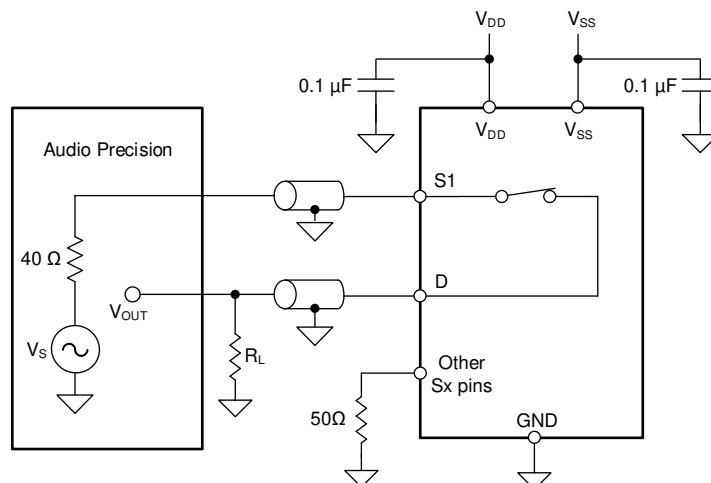 V_DD
V_SS
0.1 µF
0.1 µF
V_DD
V_SS
Audio Precision
S1
40 Ω
D
V_OUT
V_S
R_L
Other
Sx pins
50Ω
GND